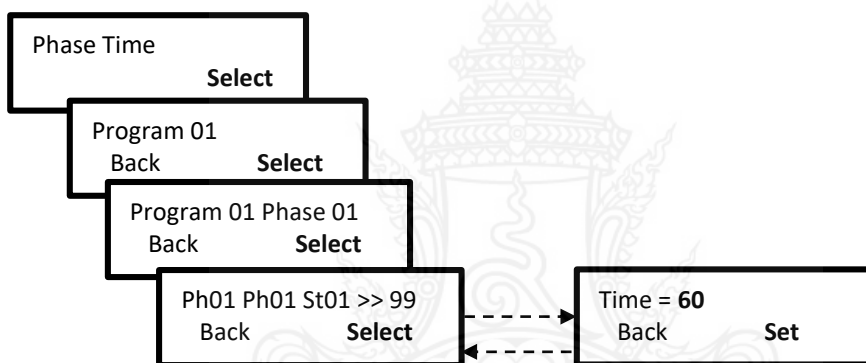 Phase Time
Select
Program 01
Back Select
Program 01 Phase 01
Back Select
Ph01 Ph01 St01 >> 99
Back Select
Time = 60
Back Set